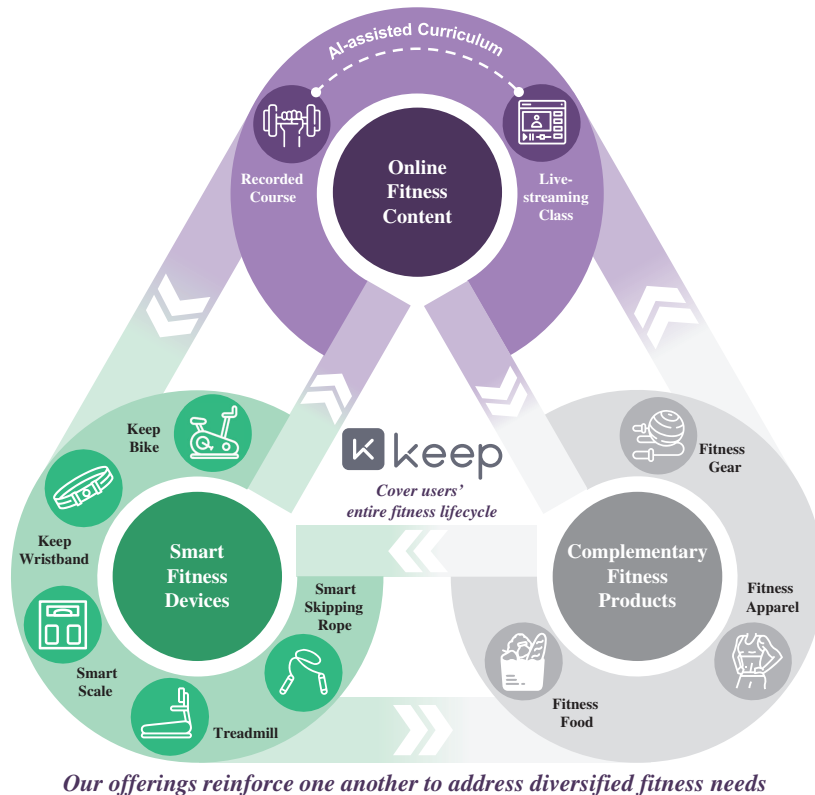 AI-assisted Curriculum
Recorded
Course
Online
Fitness
Content
Live-
streaming
Class
Keep
Bike
keep
Cover users’
entire fitness lifecycle
Fitness
Gear
Keep
Wristband
Smart
Fitness
Devices
Smart
Skipping
Rope
Complementary
Fitness
Products
Fitness
Apparel
Smart
Scale
Treadmill
Fitness
Food
Our offerings reinforce one another to address diversified fitness needs